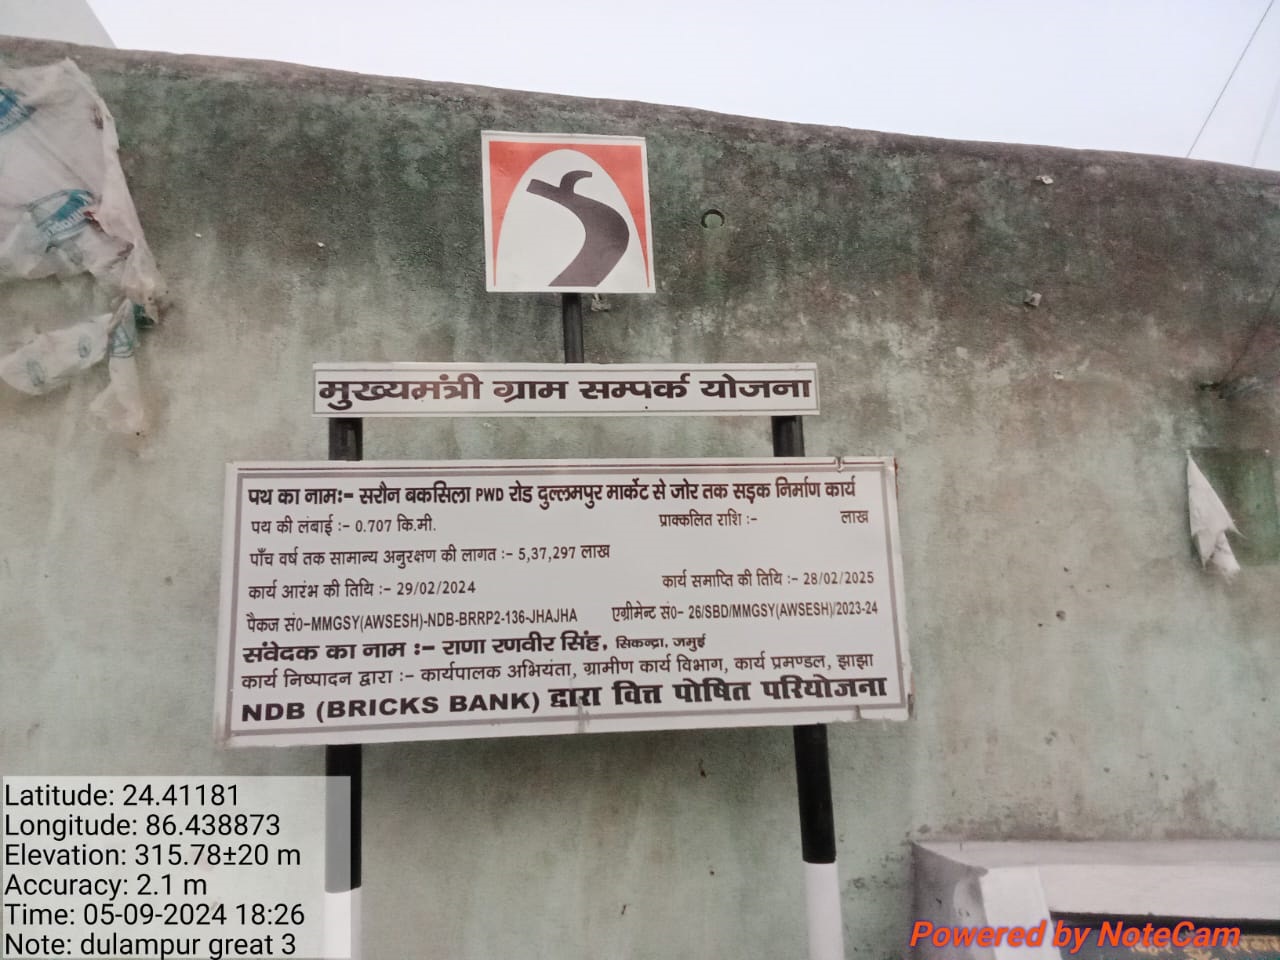 मुख्यमंत्री ग्राम सम्पर्क योजना
पथ का नामः- सरौन बकसिला PWD रोड दुल्लमपुर मार्केट से जोर तक सड़क निर्माण कार्य
पथ की लंबाई :- 0.707 कि.मी. प्राक्कलित राशि :- लाख
पाँच वर्ष तक सामान्य अनुरक्षण की लागत :- 5,37,297 लाख
कार्य आरंभ की तिथि :- 29/02/2024 कार्य समाप्ति की तिथि :- 28/02/2025
पैकज सं0-MMGSY(AWSESH)-NDB-BRRP2-136-JHAJHA एग्रीमेन्ट सं0- 26/SBD/MMGSY(AWSESH)/2023-24
संवेदक का नाम :- राणा रणवीर सिंह, सिकन्द्रा, जमुई
कार्य निष्पादन द्वारा :- कार्यपालक अभियंता, ग्रामीण कार्य विभाग, कार्य प्रमण्डल, झाझा
NDB (BRICKS BANK) द्वारा वित्त पोषित परियोजना
Latitude: 24.41181
Longitude: 86.438873
Elevation: 315.78±20 m
Accuracy: 2.1 m
Time: 05-09-2024 18:26
Note: dulampur great 3
Powered by NoteCam